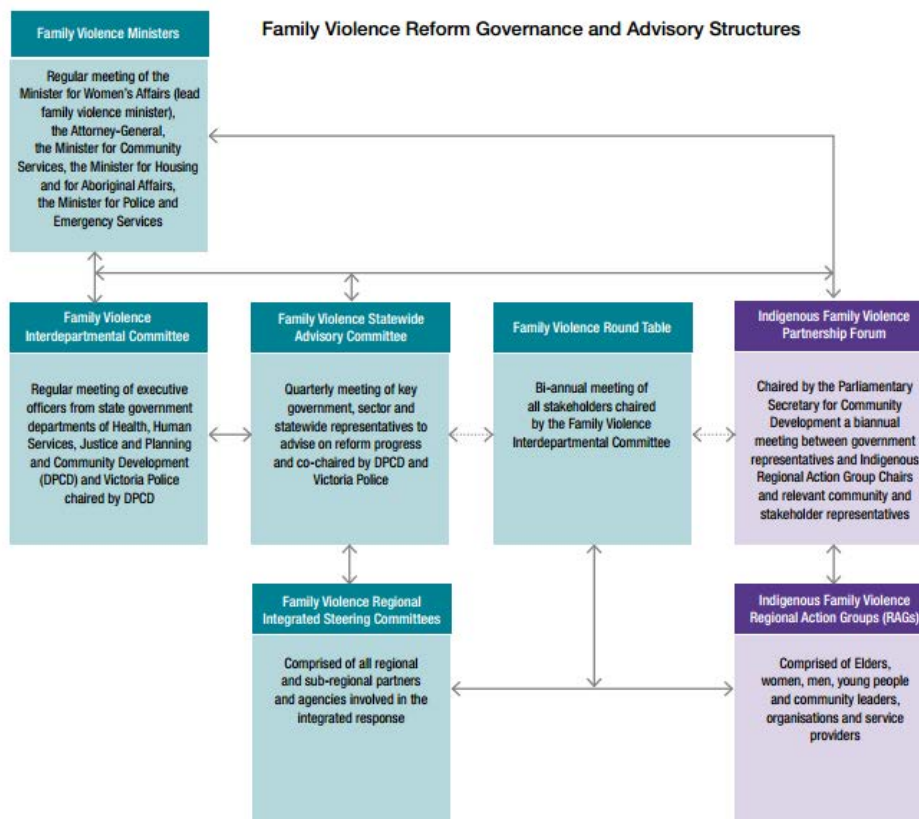 Family Violence Reform Governance and Advisory Structures
Family Violence Ministers
Regular meeting of the
Minister for Women's Affairs (lead
family violence minister),
the Attorney-General,
the Minister for Community
Services, the Minister for Housing
and for Aboriginal Affairs,
the Minister for Police and
Emergency Services
Family Violence
Interdepartmental Committee
Regular meeting of executive
officers from state government
departments of Health, Human
Services, Justice and Planning
and Community Development
(DPCD) and Victoria Police
chaired by DPCD
Family Violence Statewide
Advisory Committee
Quarterly meeting of key
government, sector and
statewide representatives to
advise on reform progress
and co-chaired by DPCD and
Victoria Police
Family Violence Round Table
Bi-annual meeting of
all stakeholders chaired
by the Family Violence
Interdepartmental Committee
Indigenous Family Violence
Partnership Forum
Chaired by the Parliamentary
Secretary for Community
Development a biannual
meeting between government
representatives and Indigenous
Regional Action Group Chairs
and relevant community and
stakeholder representatives
Family Violence Regional
Integrated Steering Committees
Comprised of all regional
and sub-regional partners
and agencies involved in the
integrated response
Indigenous Family Violence
Regional Action Groups (RAGs)
Comprised of Elders,
women, men, young people
and community leaders,
organisations and service
providers